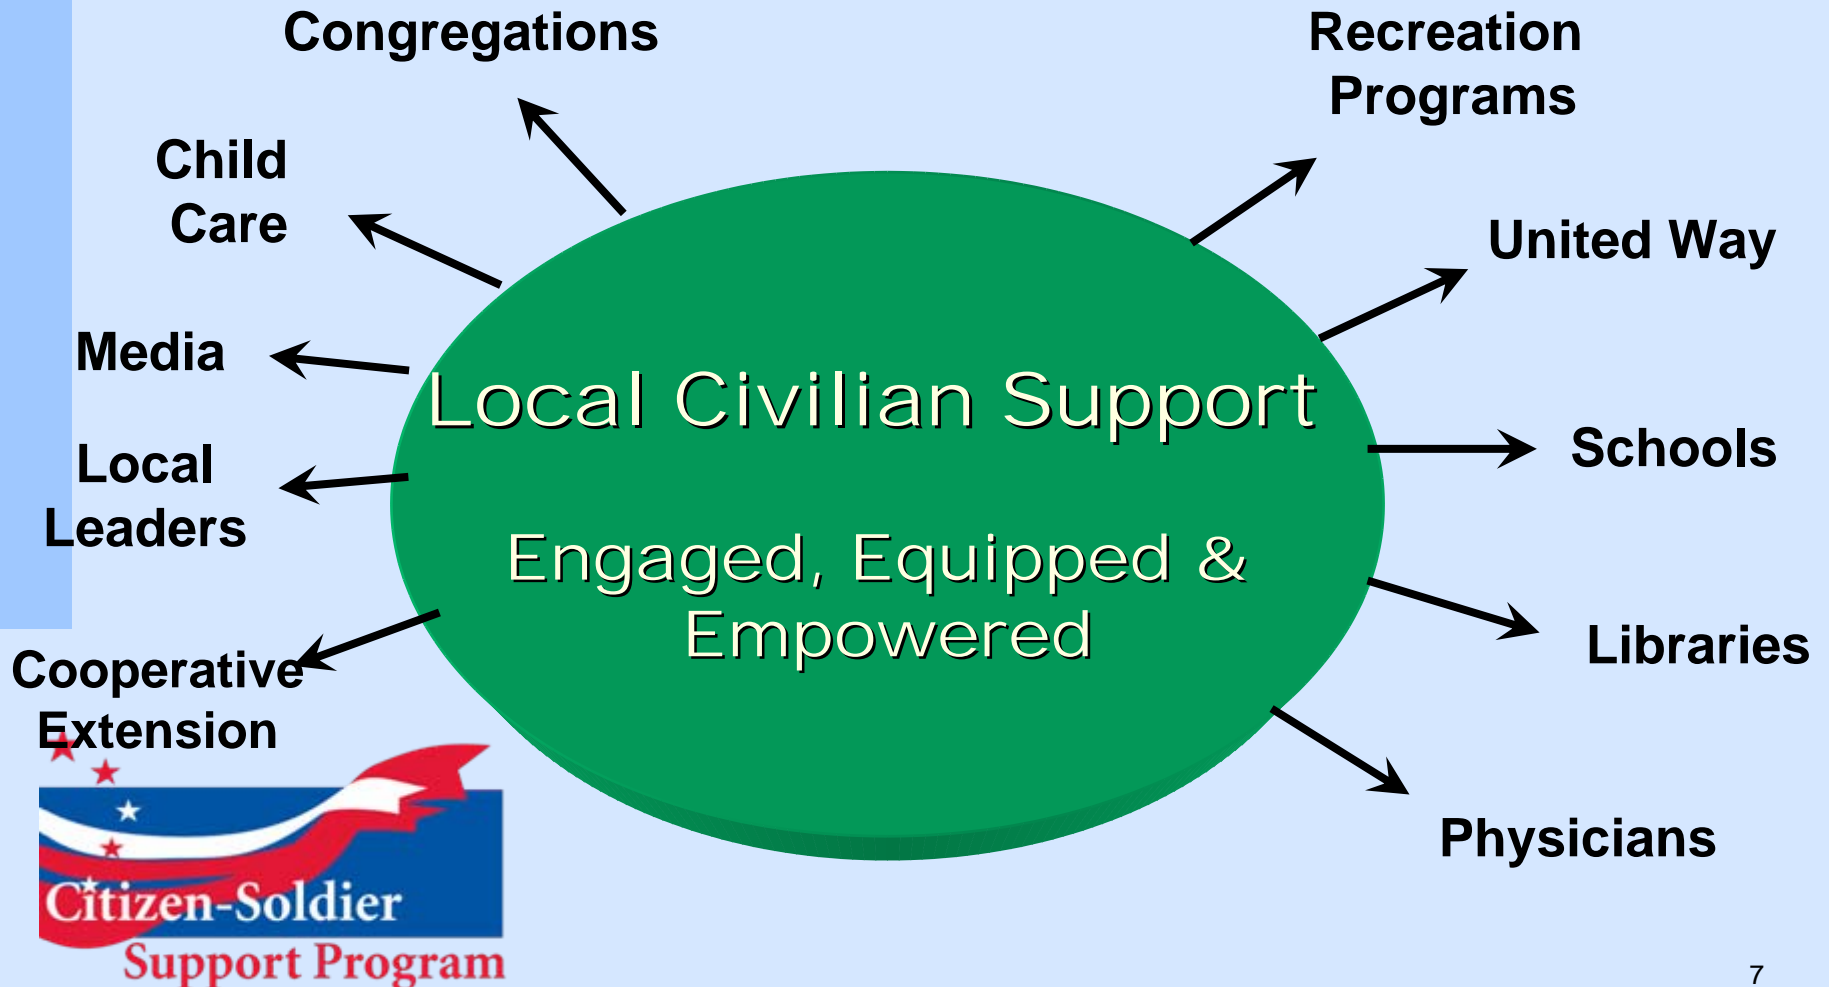 Congregations
Recreation
Programs
Child
Care
United Way
Media
Local Civilian Support
Local
Leaders
Schools
Engaged, Equipped &
Empowered
Cooperative
Extension
Libraries
Physicians
Citizen-Soldier
Support Program
7